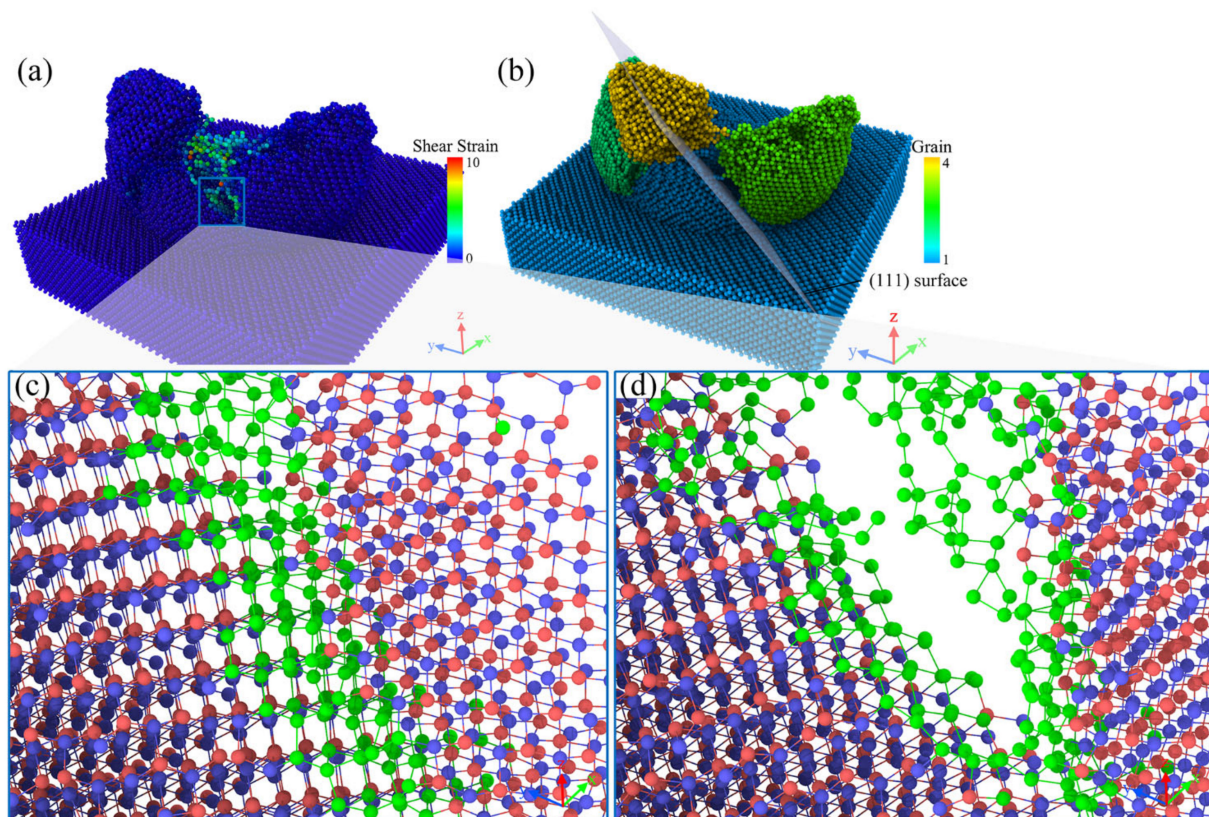 (a)
Shear Strain
10
0
z
y
x
(b)
Grain
4
1
(111) surface
z
y
x
(c)
(d)